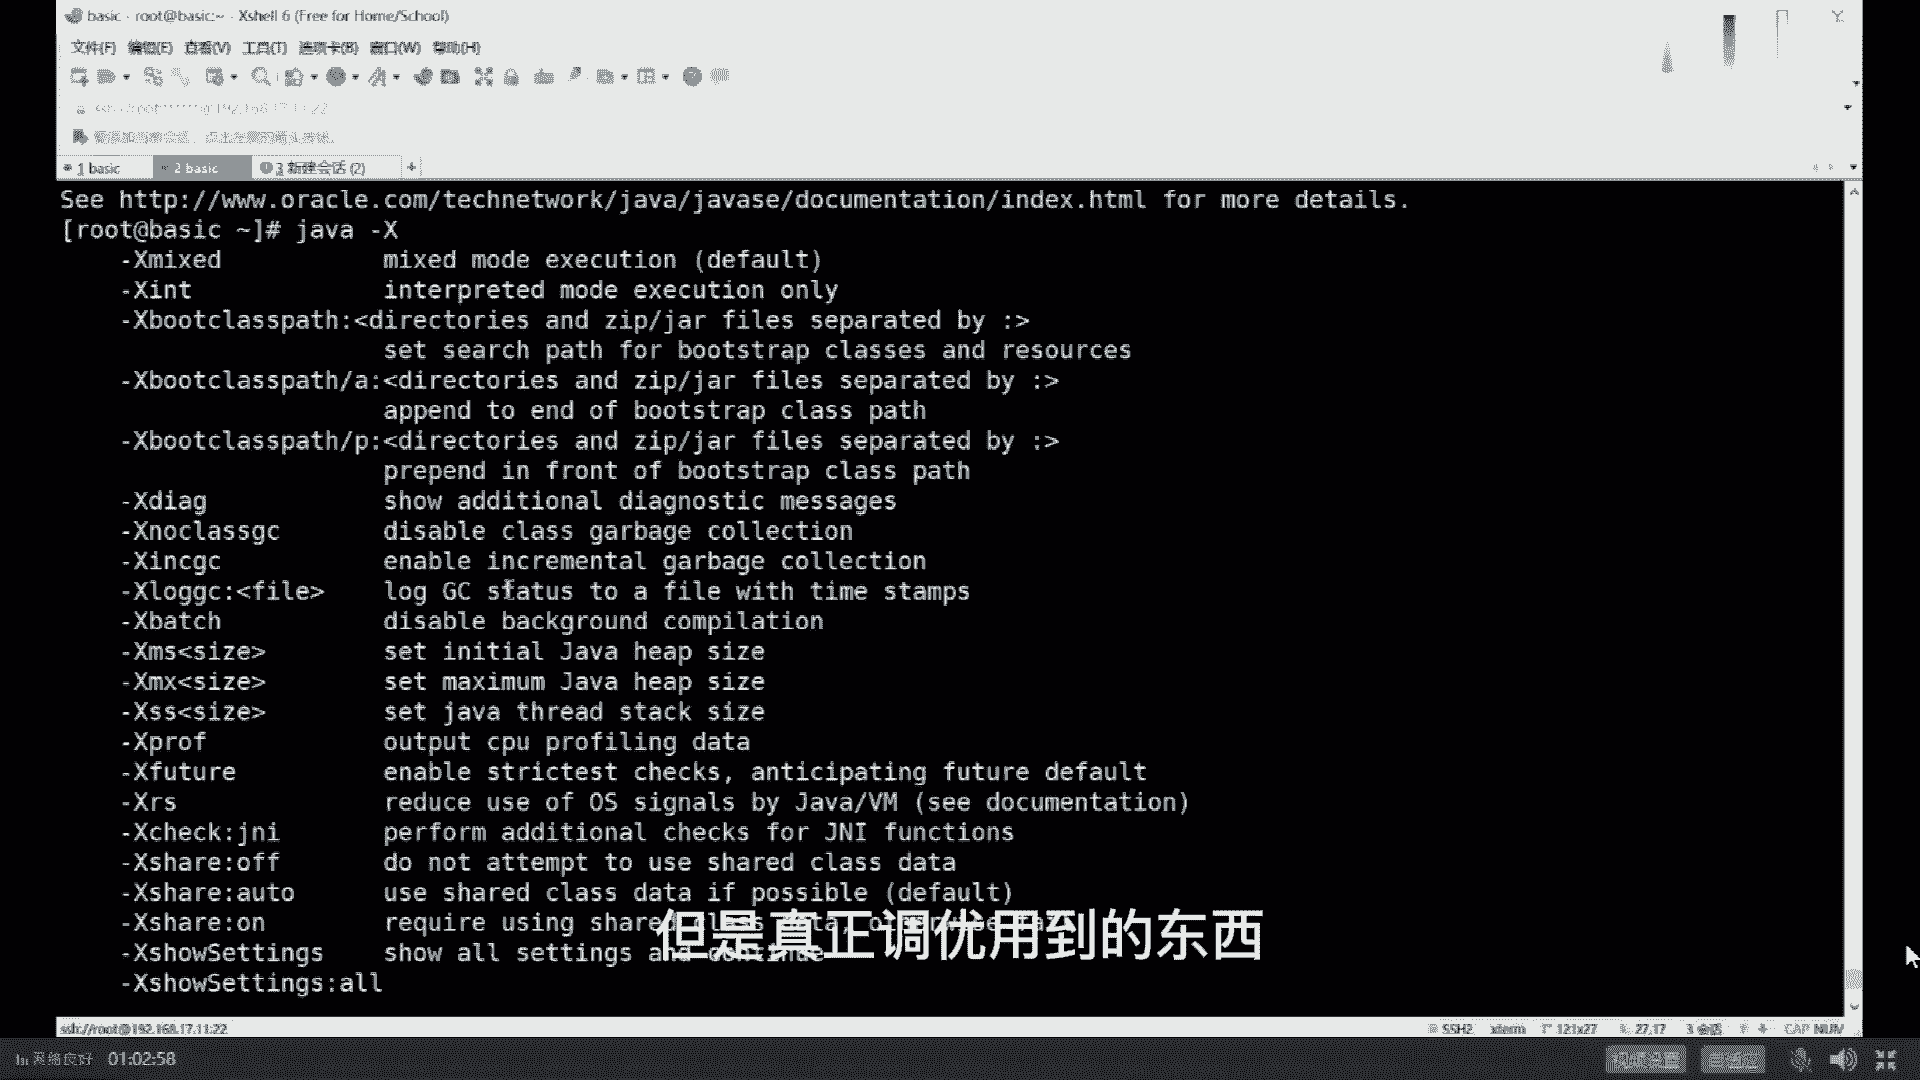 basic - root@basic:~ - Xshell 6 (Free for Home/School)
文件(F) 编辑(E) 查看(V) 工具(T) 选项卡(B) 窗口(W) 帮助(H)
1 basic
2 basic
3 新建会话 (2)
+
See http://www.oracle.com/technetwork/java/javase/documentation/index.html for more details.
[root@basic ~]# java -X
-Xmixed mixed mode execution (default)
-Xint interpreted mode execution only
-Xbootclasspath:<directories and zip/jar files separated by :>
set search path for bootstrap classes and resources
-Xbootclasspath/a:<directories and zip/jar files separated by :>
append to end of bootstrap class path
-Xbootclasspath/p:<directories and zip/jar files separated by :>
prepend in front of bootstrap class path
-Xdiag show additional diagnostic messages
-Xnoclassgc disable class garbage collection
-Xincgc enable incremental garbage collection
-Xloggc:<file> log GC status to a file with time stamps
-Xbatch disable background compilation
-Xms<size> set initial Java heap size
-Xmx<size> set maximum Java heap size
-Xss<size> set java thread stack size
-Xprof output cpu profiling data
-Xfuture enable strictest checks, anticipating future default
-Xrs reduce use of OS signals by Java/VM (see documentation)
-Xcheck:jni perform additional checks for JNI functions
-Xshare:off do not attempt to use shared class data
-Xshare:auto use shared class data if possible (default)
-Xshare:on require using shared class data,
但是真正调优用到的东西
-XshowSettings show all settings and continue
-XshowSettings:all
ssh://root@192.168.17.11:22
SSH2 xterm 121x27 27,17 3 会话 CAP NUM
网络良好 01:02:58